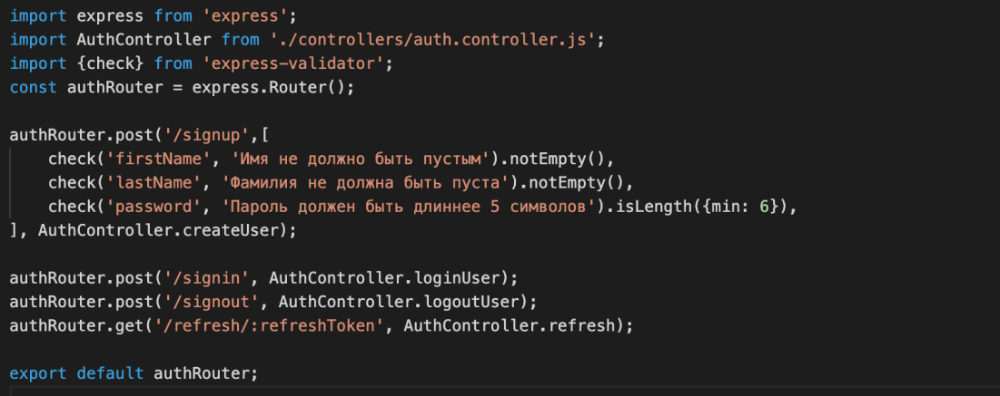 import express from 'express';
import AuthController from './controllers/auth.controller.js';
import {check} from 'express-validator';
const authRouter = express.Router();
authRouter.post('/signup',[
    check('firstName', 'Имя не должно быть пустым').notEmpty(),
    check('lastName', 'Фамилия не должна быть пуста').notEmpty(),
    check('password', 'Пароль должен быть длиннее 5 символов').isLength({min: 6}),
], AuthController.createUser);
authRouter.post('/signin', AuthController.loginUser);
authRouter.post('/signout', AuthController.logoutUser);
authRouter.get('/refresh/:refreshToken', AuthController.refresh);
export default authRouter;